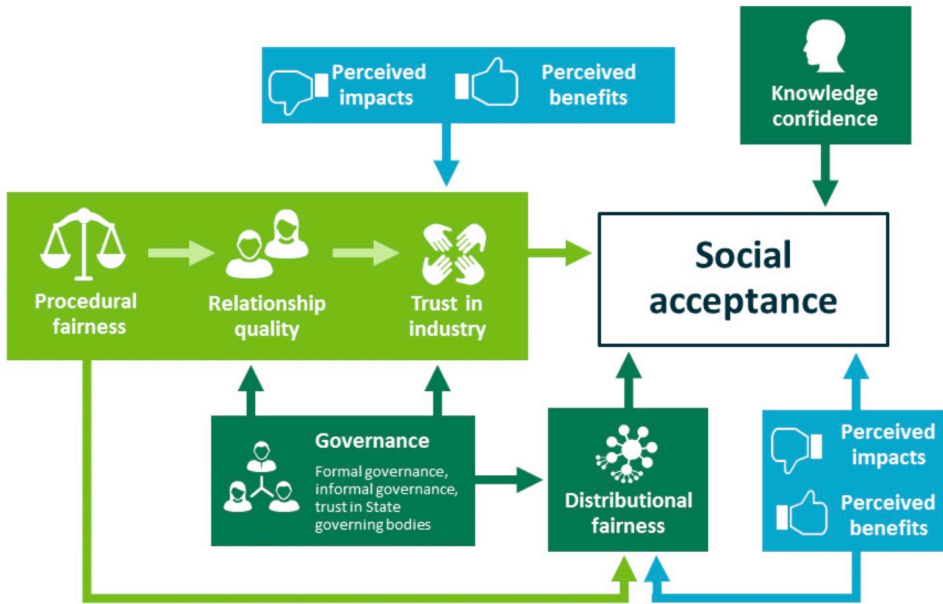 Perceived
impacts
Perceived
benefits
Knowledge
confidence
Procedural
fairness
Relationship
quality
Trust in
industry
Social
acceptance
Governance
Formal governance,
informal governance,
trust in State
governing bodies
Distributional
fairness
Perceived
impacts
Perceived
benefits